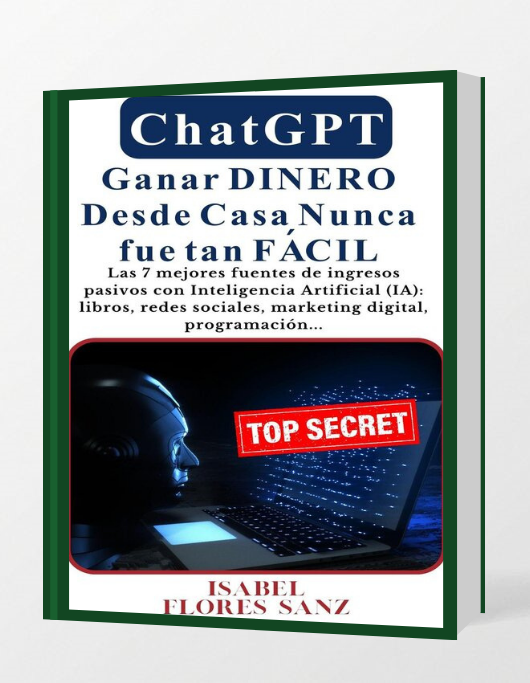 ChatGPT
Ganar DINERO
Desde Casa Nunca
fue tan FÁCIL
Las 7 mejores fuentes de ingresos
pasivos con Inteligencia Artificial (IA):
libros, redes sociales, marketing digital,
programación...
TOP SECRET
ISABEL
FLORES SANZ